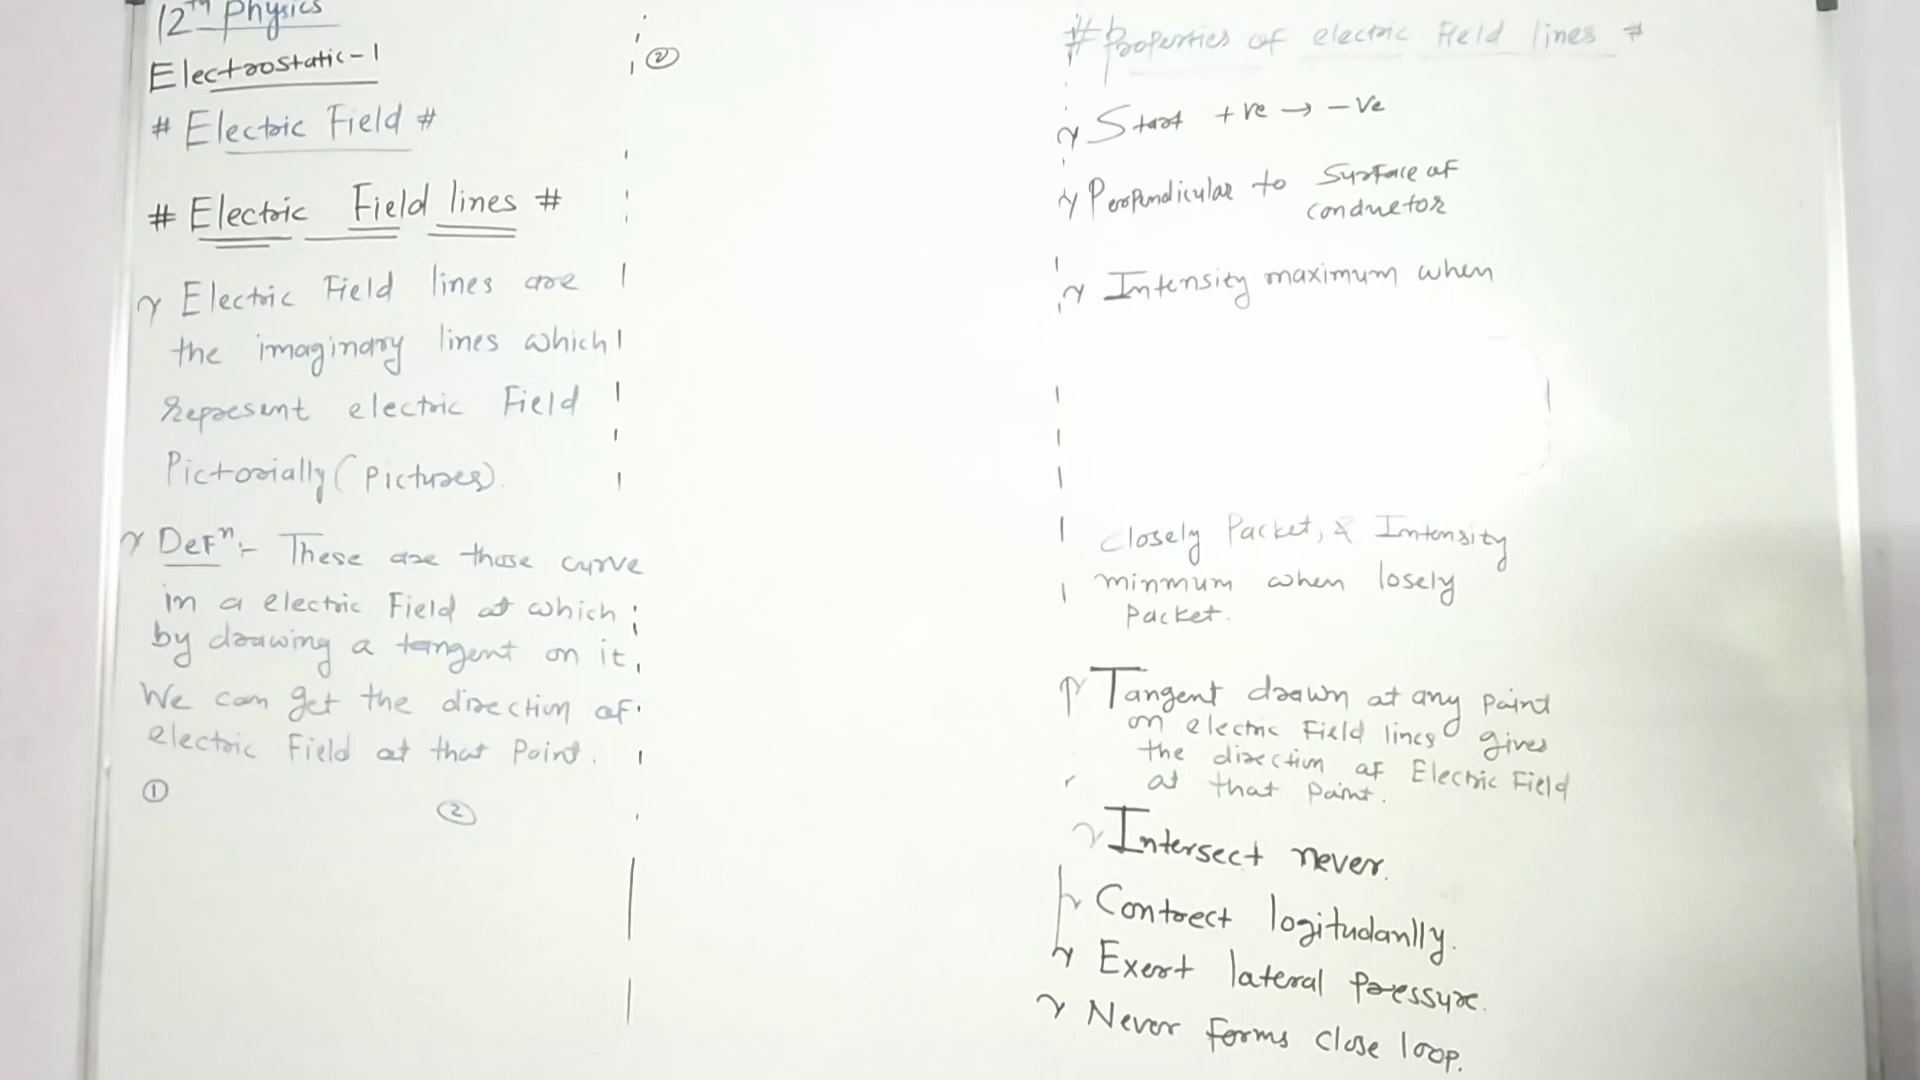 12th Physics
Electrostatic-1
# Electric Field #
# Electric Field lines #
Electric Field lines are
the imaginary lines which
represent electric Field
Pictorially (Pictures).
Defn:- These are those curve
in a electric Field at which
by drawing a tangent on it,
We can get the direction of
electric Field at that Point.
①
②
②
# Properties of electric Field lines #
Start +ve → -ve
Perpendicular to Surface of
conductor
Intensity maximum when
Closely Packet, & Intensity
minmum when losely
packet.
Tangent drawn at any point
on electric Field lines gives
the direction of Electric Field
at that point.
Intersect never.
Contrect logitudanlly.
Exert lateral pressure.
Never forms close loop.